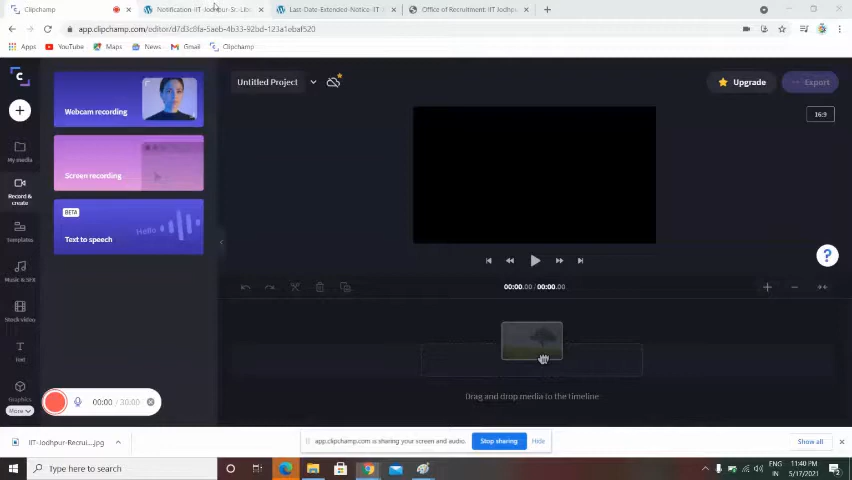 Clipchamp
Notification-IIT-Jodhpur-Sr.-Libr
Last-Date-Extended-Notice-IIT
Office of Recruitment: IIT Jodhpur
app.clipchamp.com/editor/d7d3c8fa-5aeb-4b33-92bd-123a1ebaf520
Apps
YouTube
Maps
News
Gmail
Clipchamp
Webcam recording
Screen recording
BETA
Text to speech
Hello
My media
Record & create
Templates
Music & SFX
Stock video
Text
Graphics
More
Untitled Project
Upgrade
Export
16:9
?
00:00.00 / 00:00.00
Drag and drop media to the timeline
00:00 / 30:00
IIT-Jodhpur-Recrui....jpg
app.clipchamp.com is sharing your screen and audio.
Stop sharing
Hide
Show all
Type here to search
ENG
IN
11:40 PM
5/17/2021
2